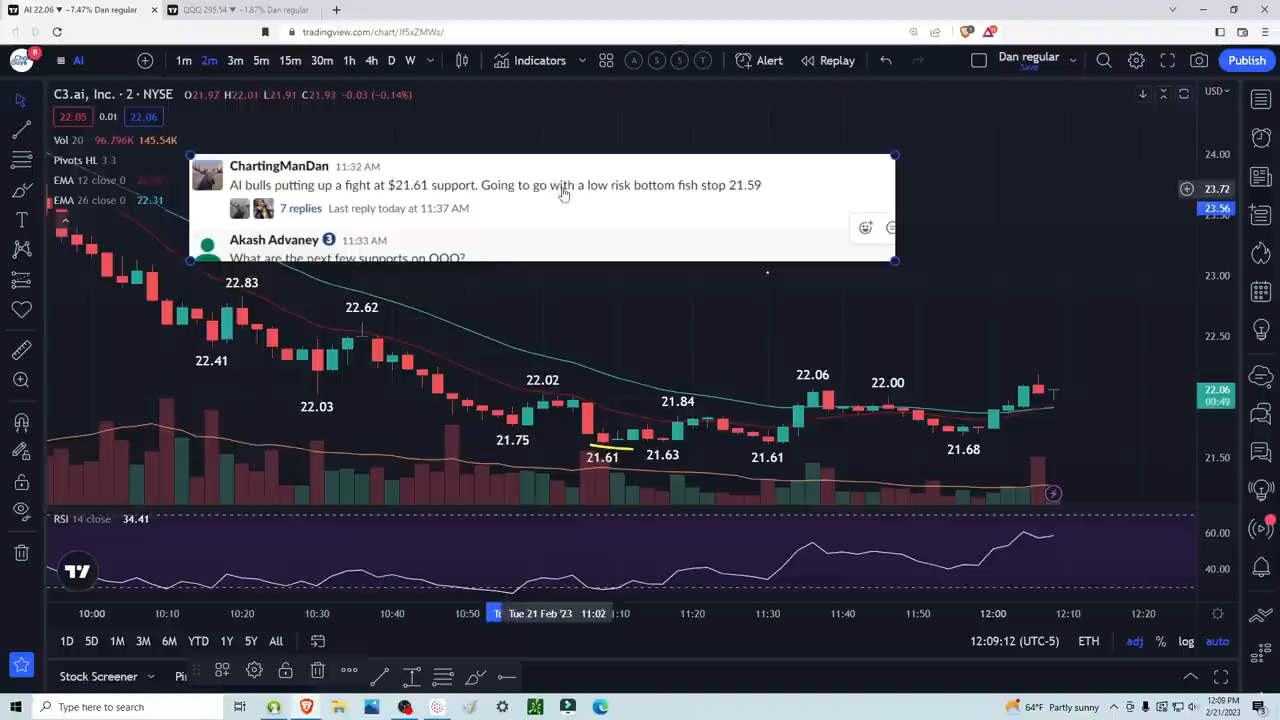 AI 22.06 ▼ −7.47% Dan regular
QQQ 295.54 ▼ −1.87% Dan regular
tradingview.com/chart/Jf5xZMWs/
8
AI
1m 2m 3m 5m 15m 30m 1h 4h D W
Indicators
A S S T
Alert
Replay
Dan regular
Save
Publish
C3.ai, Inc. · 2 · NYSE
O21.97 H22.01 L21.91 C21.93 −0.03 (−0.14%)
USD
22.05 0.01 22.06
Vol 20 96.796K 145.54K
Pivots HL 3 3
EMA 12 close 0
EMA 26 close 0 22.31
ChartingManDan 11:32 AM
AI bulls putting up a fight at $21.61 support. Going to go with a low risk bottom fish stop 21.59
7 replies Last reply today at 11:37 AM
Akash Advaney 3 11:33 AM
What are the next few supports on QQQ?
24.00
23.72
23.56
23.50
23.00
22.50
22.06
00:49
21.50
22.83
22.62
22.41
22.03
22.02
21.75
21.84
21.61
21.63
21.61
22.06
22.00
21.68
RSI 14 close 34.41
60.00
40.00
10:00 10:10 10:20 10:30 10:40 10:50 Tue 21 Feb '23 11:02 11:10 11:20 11:30 11:40 11:50 12:00 12:10 12:20
1D 5D 1M 3M 6M YTD 1Y 5Y All
12:09:12 (UTC-5) ETH adj % log auto
Stock Screener
Pi
Type here to search
64°F Partly sunny
12:09 PM
2/21/2023